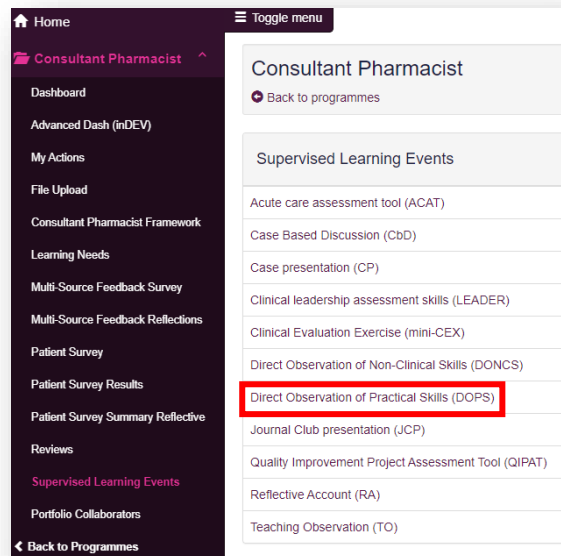 Home
Consultant Pharmacist
Dashboard
Advanced Dash (inDEV)
My Actions
File Upload
Consultant Pharmacist Framework
Learning Needs
Multi-Source Feedback Survey
Multi-Source Feedback Reflections
Patient Survey
Patient Survey Results
Patient Survey Summary Reflective
Reviews
Supervised Learning Events
Portfolio Collaborators
Back to Programmes
Toggle menu
Consultant Pharmacist
Back to programmes
Supervised Learning Events
Acute care assessment tool (ACAT)
Case Based Discussion (CbD)
Case presentation (CP)
Clinical leadership assessment skills (LEADER)
Clinical Evaluation Exercise (mini-CEX)
Direct Observation of Non-Clinical Skills (DONCS)
Direct Observation of Practical Skills (DOPS)
Journal Club presentation (JCP)
Quality Improvement Project Assessment Tool (QIPAT)
Reflective Account (RA)
Teaching Observation (TO)